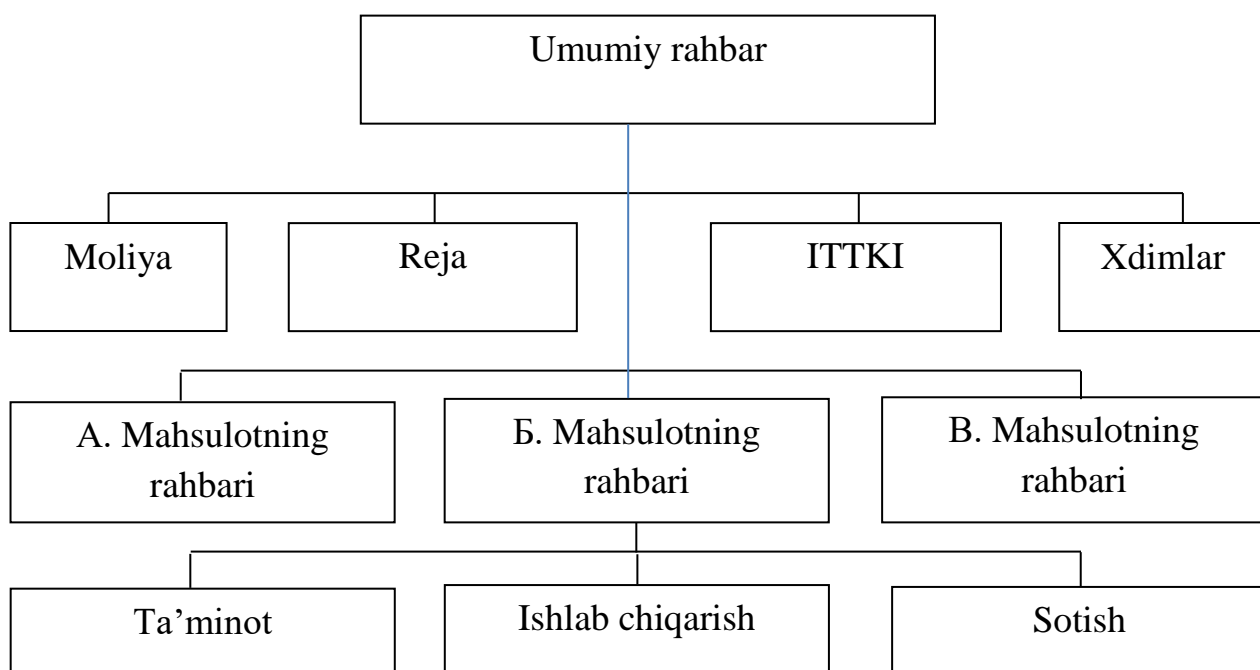 Umumiy rahbar
Moliya
Reja
ITTKI
Xdimlar
A. Mahsulotning
rahbari
Б. Mahsulotning
rahbari
B. Mahsulotning
rahbari
Ta’minot
Ishlab chiqarish
Sotish